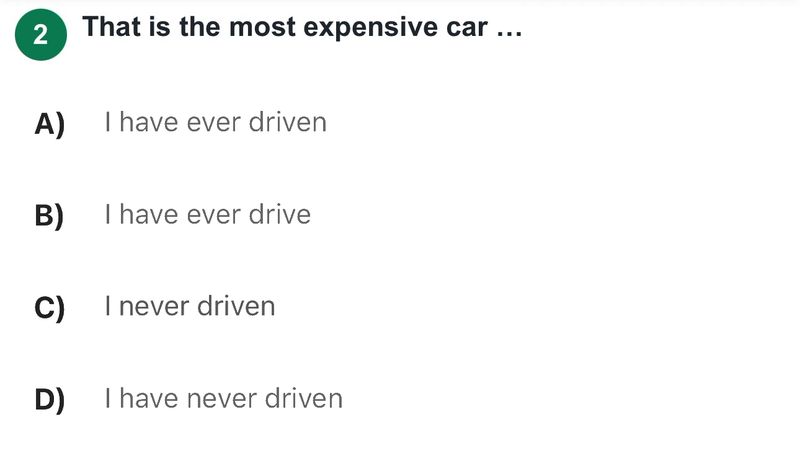 2 That is the most expensive car ...
A) I have ever driven
B) I have ever drive
C) I never driven
D) I have never driven